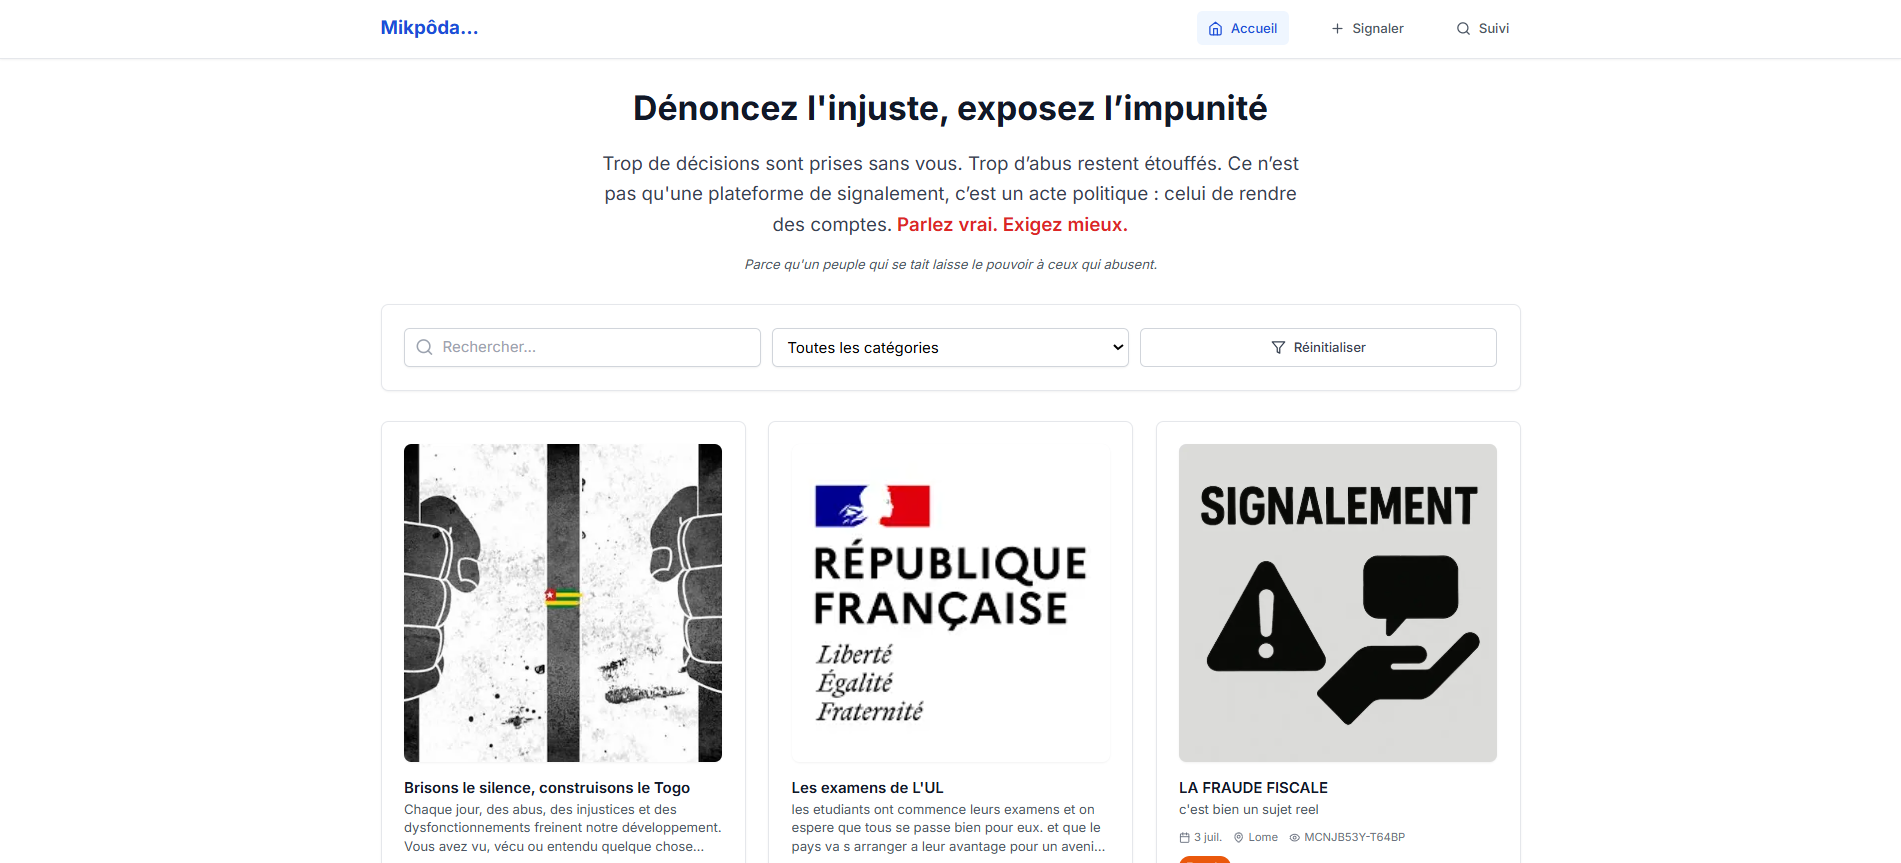 Mikpôda...
Accueil
Signaler
Suivi
Dénoncez l'injuste, exposez l’impunité
Trop de décisions sont prises sans vous. Trop d’abus restent étouffés. Ce n’est
pas qu'une plateforme de signalement, c’est un acte politique : celui de rendre
des comptes. Parlez vrai. Exigez mieux.
Parce qu'un peuple qui se tait laisse le pouvoir à ceux qui abusent.
Rechercher...
Toutes les catégories
Réinitialiser
RÉPUBLIQUE
FRANÇAISE
Liberté
Égalité
Fraternité
SIGNALEMENT
Brisons le silence, construisons le Togo
Chaque jour, des abus, des injustices et des
dysfonctionnements freinent notre développement.
Vous avez vu, vécu ou entendu quelque chose...
Les examens de L'UL
les etudiants ont commence leurs examens et on
espere que tous se passe bien pour eux. et que le
pays va s arranger a leur avantage pour un aveni...
LA FRAUDE FISCALE
c'est bien un sujet reel
3 juil.
Lome
MCNJB53Y-T64BP